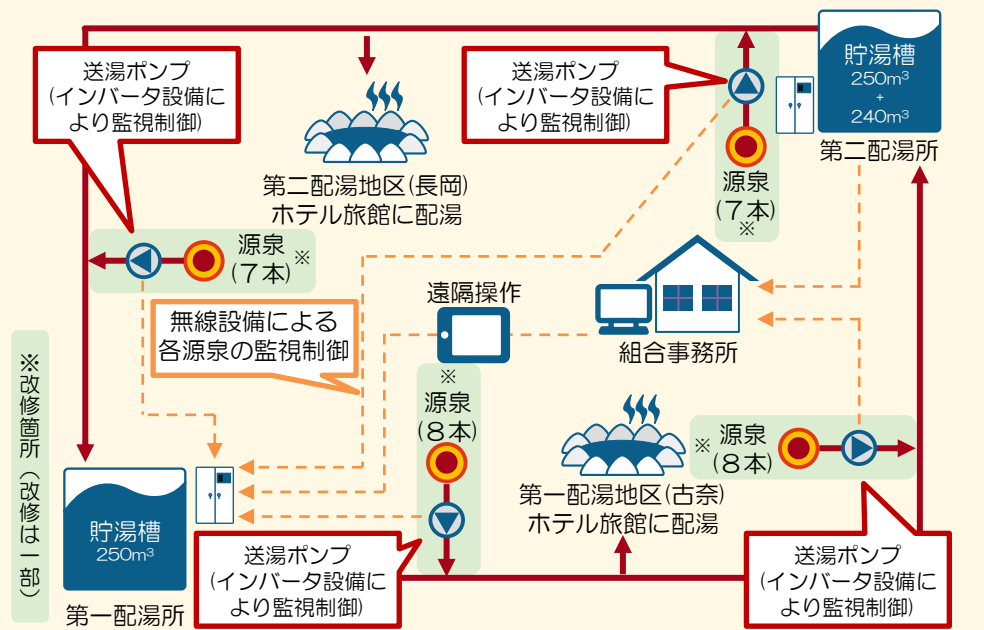 送湯ポンプ
(インバータ設備に
より監視制御)
送湯ポンプ
(インバータ設備に
より監視制御)
貯湯槽
250m³
+
240m³
第二配湯所
第二配湯地区(長岡)
ホテル旅館に配湯
源泉
(7本)
※
源泉
(7本)
※
無線設備による
各源泉の監視制御
遠隔操作
組合事務所
※改修箇所(改修は一部)
※
源泉
(8本)
第一配湯地区(古奈)
ホテル旅館に配湯
※
源泉
(8本)
貯湯槽
250m³
第一配湯所
送湯ポンプ
(インバータ設備に
より監視制御)
送湯ポンプ
(インバータ設備に
より監視制御)